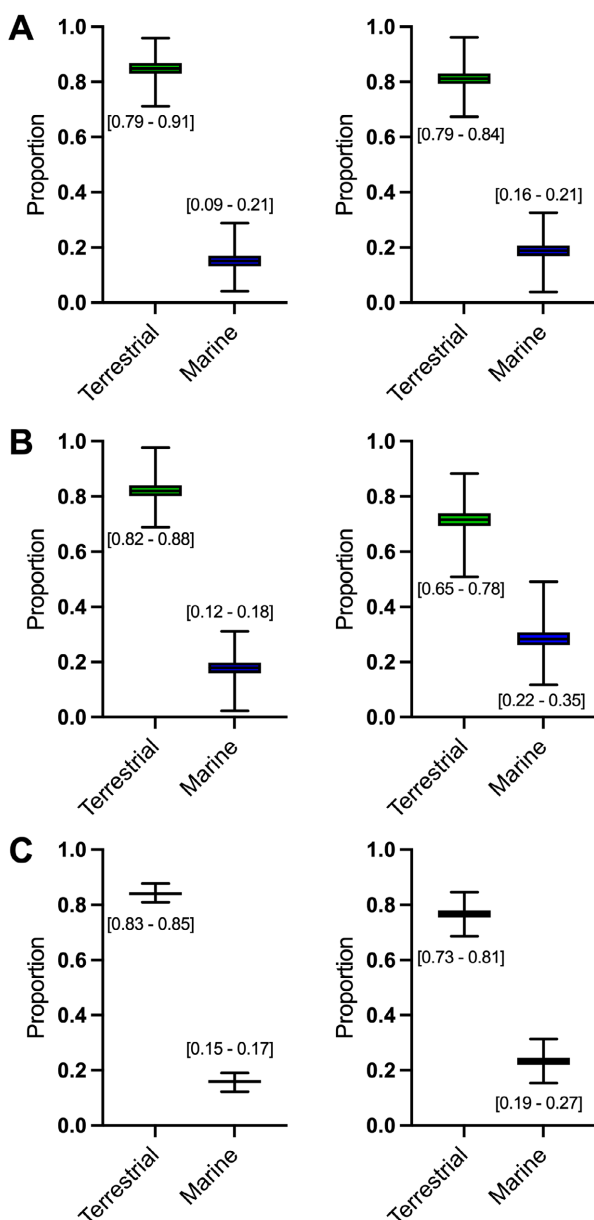 A
Proportion
1.0
0.8
0.6
0.4
0.2
0.0
[0.79 - 0.91]
[0.09 - 0.21]
Terrestrial
Marine
Proportion
1.0
0.8
0.6
0.4
0.2
0.0
[0.79 - 0.84]
[0.16 - 0.21]
Terrestrial
Marine
B
Proportion
1.0
0.8
0.6
0.4
0.2
0.0
[0.82 - 0.88]
[0.12 - 0.18]
Terrestrial
Marine
Proportion
1.0
0.8
0.6
0.4
0.2
0.0
[0.65 - 0.78]
[0.22 - 0.35]
Terrestrial
Marine
C
Proportion
1.0
0.8
0.6
0.4
0.2
0.0
[0.83 - 0.85]
[0.15 - 0.17]
Terrestrial
Marine
Proportion
1.0
0.8
0.6
0.4
0.2
0.0
[0.73 - 0.81]
[0.19 - 0.27]
Terrestrial
Marine